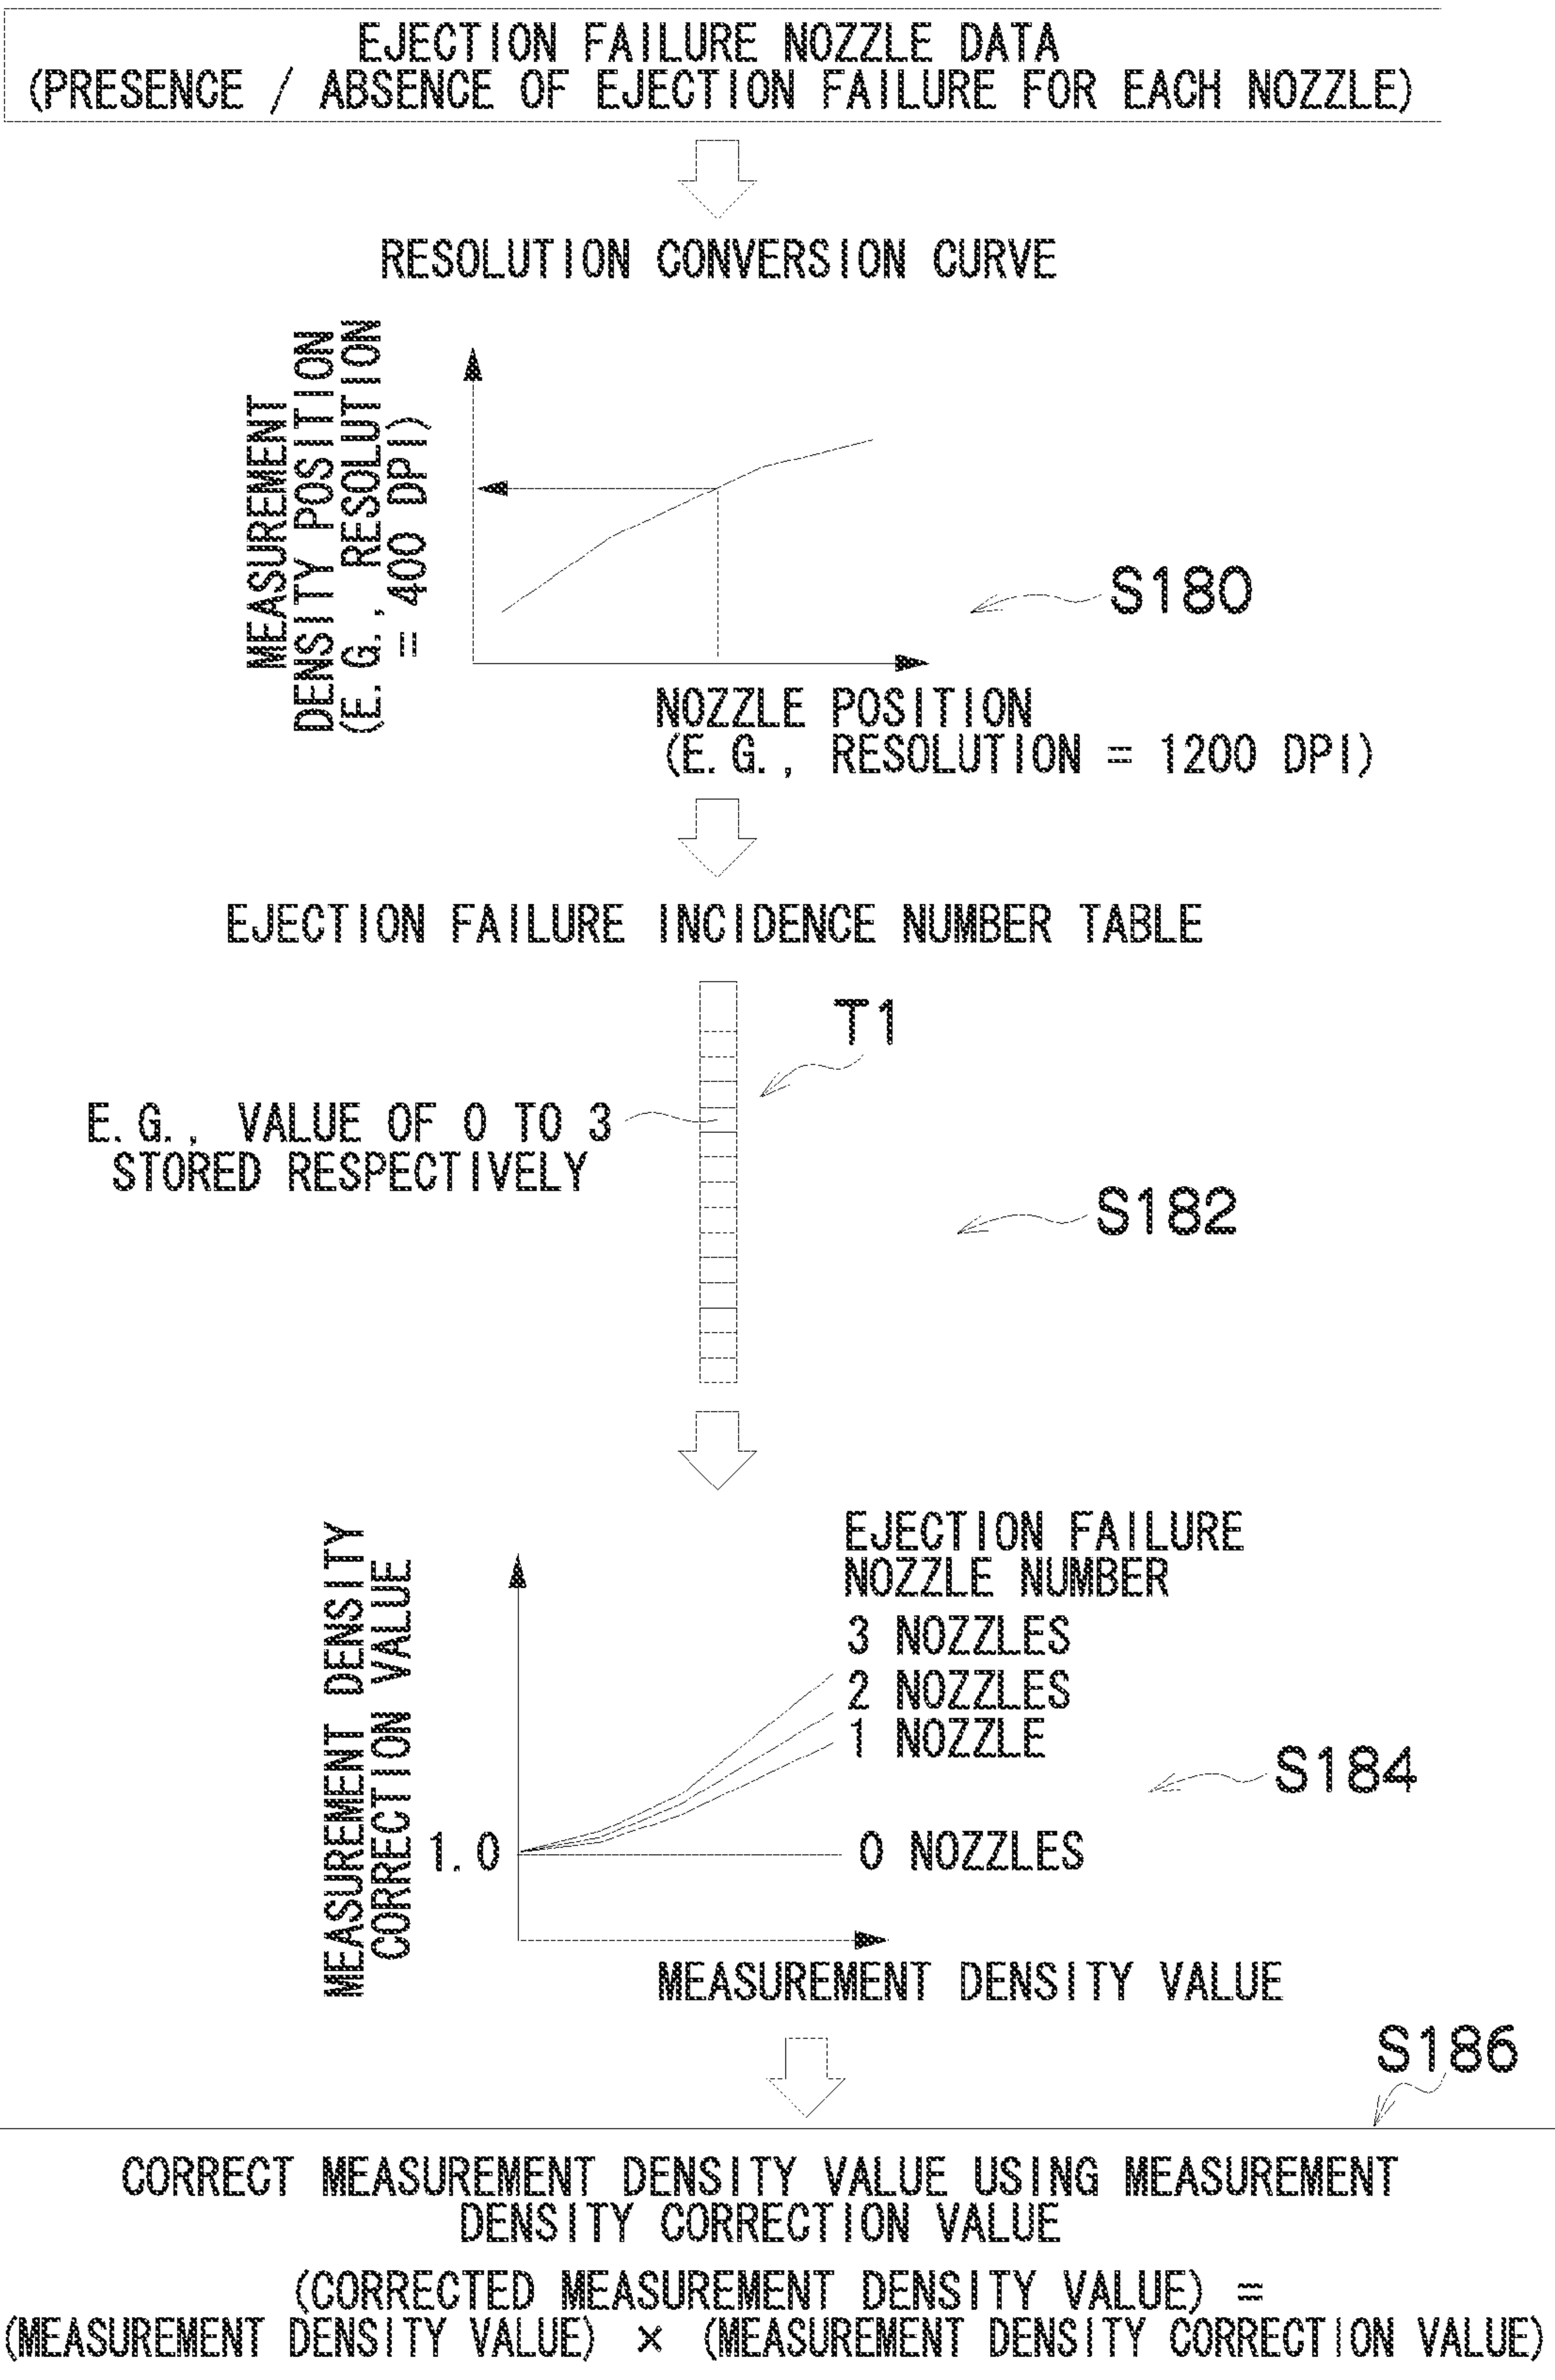 EJECTION FAILURE NOZZLE DATA
(PRESENCE / ABSENCE OF EJECTION FAILURE FOR EACH NOZZLE)
RESOLUTION CONVERSION CURVE
MEASUREMENT
DENSITY POSITION
(E.G., RESOLUTION
= 400 DPI)
S180
NOZZLE POSITION
(E.G., RESOLUTION = 1200 DPI)
EJECTION FAILURE INCIDENCE NUMBER TABLE
T1
E.G., VALUE OF 0 TO 3
STORED RESPECTIVELY
S182
MEASUREMENT DENSITY
CORRECTION VALUE
EJECTION FAILURE
NOZZLE NUMBER
3 NOZZLES
2 NOZZLES
1 NOZZLE
S184
1.0
0 NOZZLES
MEASUREMENT DENSITY VALUE
S186
CORRECT MEASUREMENT DENSITY VALUE USING MEASUREMENT
DENSITY CORRECTION VALUE
(CORRECTED MEASUREMENT DENSITY VALUE) =
(MEASUREMENT DENSITY VALUE) × (MEASUREMENT DENSITY CORRECTION VALUE)